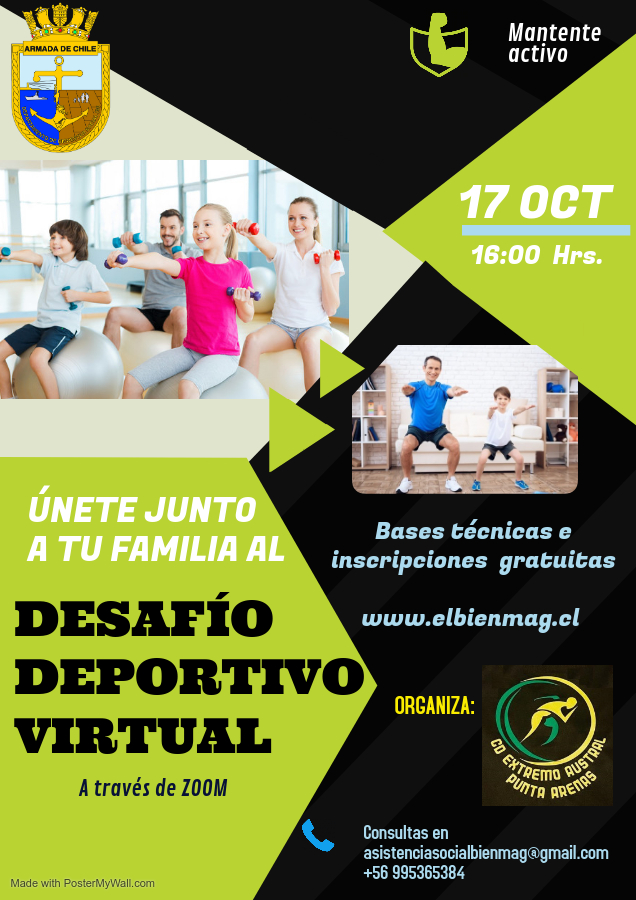 ARMADA DE CHILE
Mantente
activo
17 OCT
16:00 Hrs.
ÚNETE JUNTO
A TU FAMILIA AL
DESAFÍO
DEPORTIVO
VIRTUAL
A través de ZOOM
Bases técnicas e
inscripciones gratuitas
www.elbienmag.cl
ORGANIZA:
CD EXTREMO AUSTRAL
PUNTA ARENAS
Consultas en
asistenciasocialbienmag@gmail.com
+56 995365384
Made with PosterMyWall.com